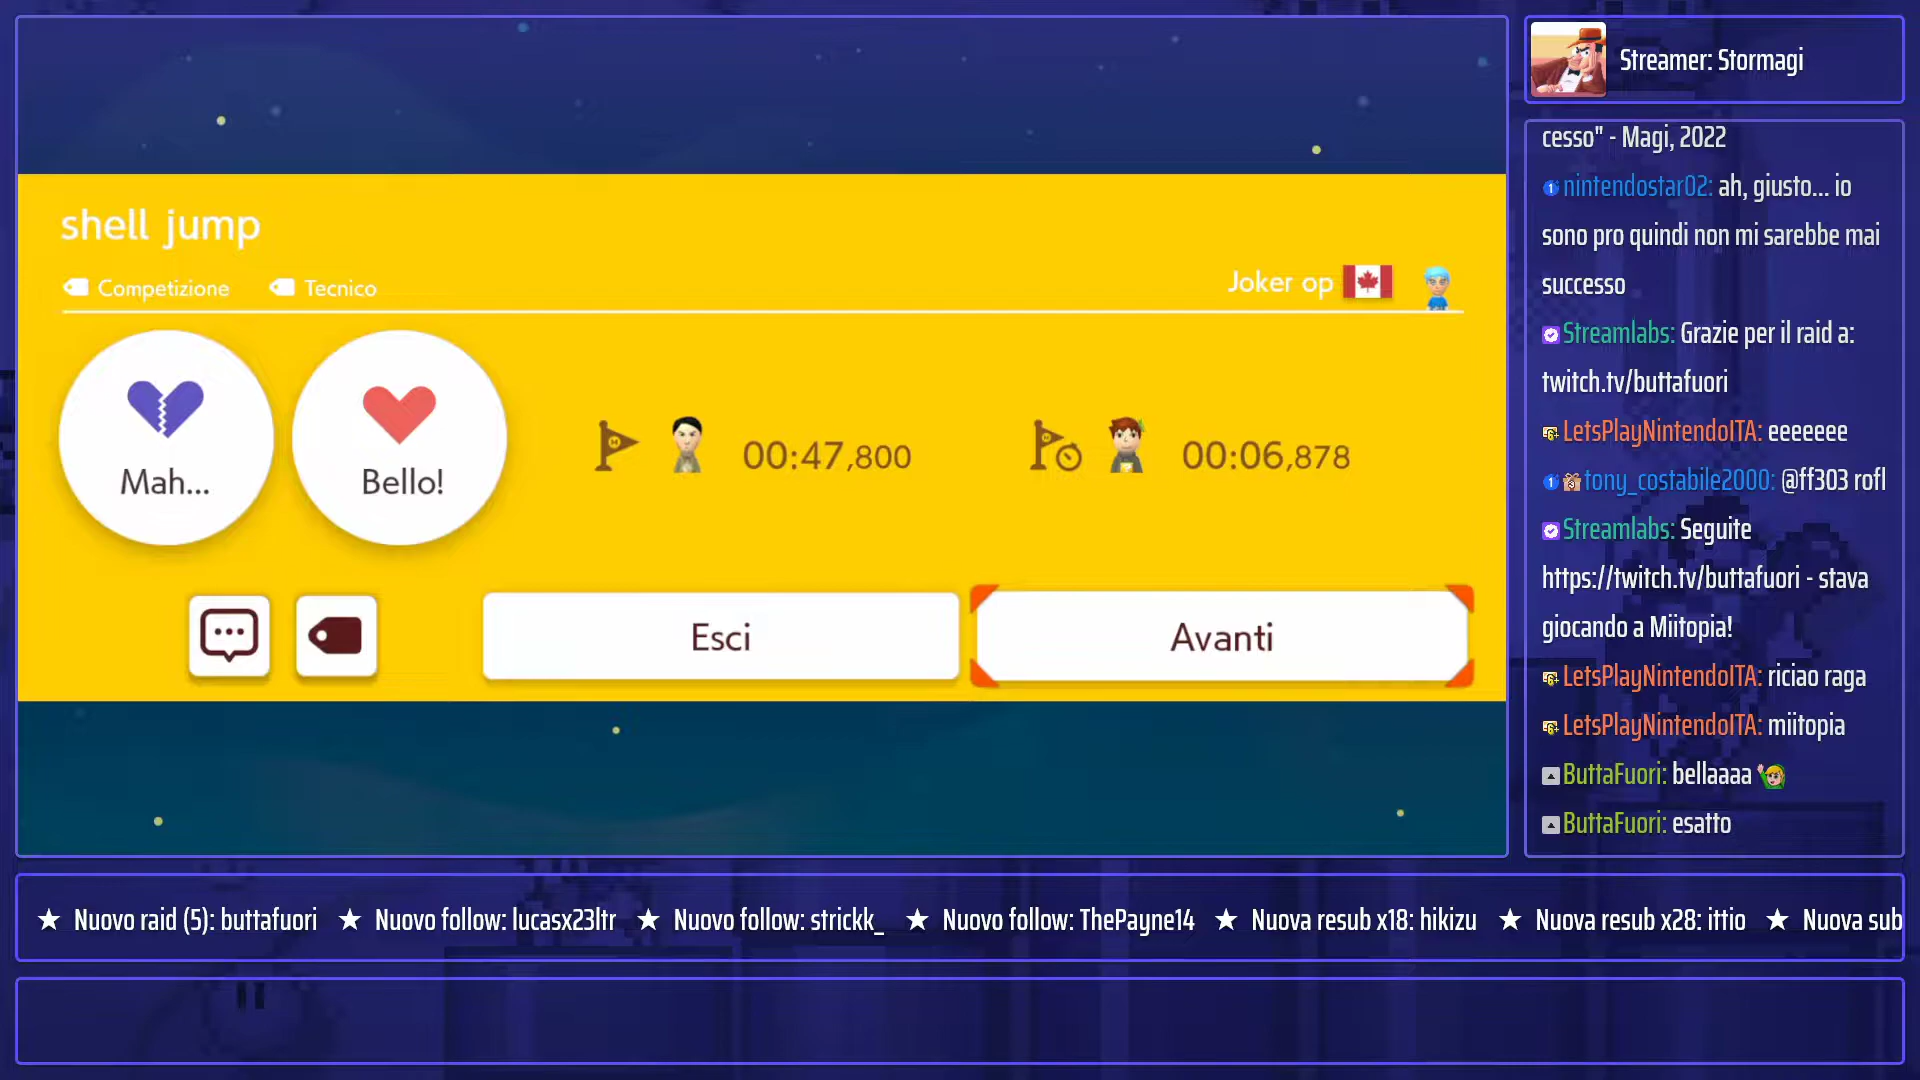 shell jump
Competizione Tecnico
Joker op
Mah...
Bello!
00:47,800
00:06,878
Esci
Avanti
Streamer: Stormagi
cesso" - Magi, 2022
nintendostar02: ah, giusto... io
sono pro quindi non mi sarebbe mai
successo
Streamlabs: Grazie per il raid a:
twitch.tv/buttafuori
LetsPlayNintendoITA: eeeeeee
tony_costabile2000: @ff303 rofl
Streamlabs: Seguite
https://twitch.tv/buttafuori - stava
giocando a Miitopia!
LetsPlayNintendoITA: riciao raga
LetsPlayNintendoITA: miitopia
ButtaFuori: bellaaaa
ButtaFuori: esatto
★ Nuovo raid (5): buttafuori ★ Nuovo follow: lucasx23ltr ★ Nuovo follow: strickk_ ★ Nuovo follow: ThePayne14 ★ Nuova resub x18: hikizu ★ Nuova resub x28: ittio ★ Nuova sub